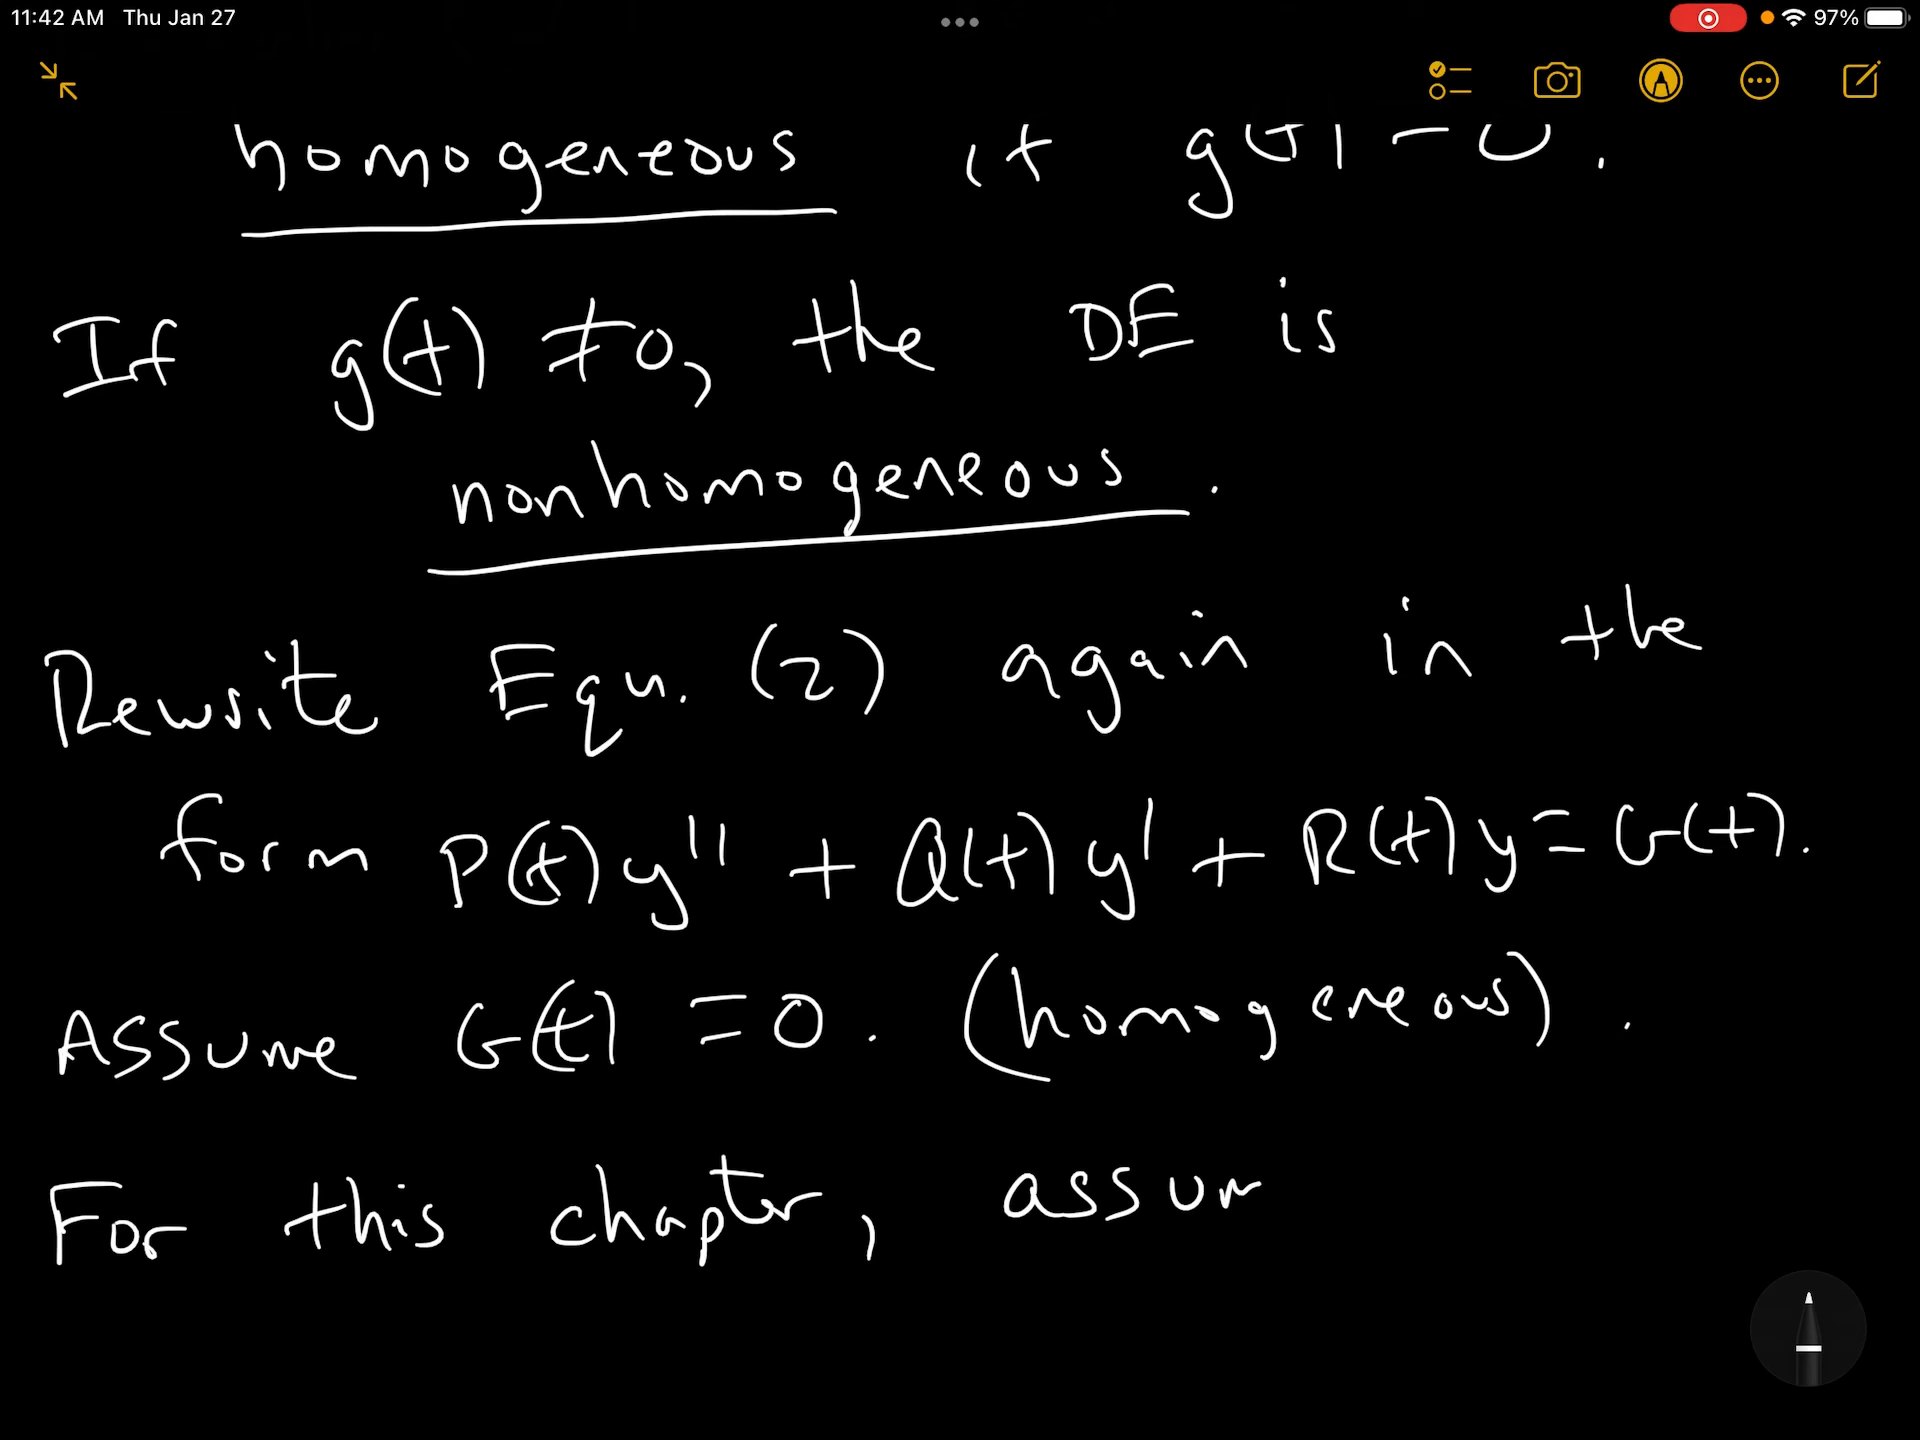 11:42 AM Thu Jan 27 97%
homogeneous if g(t) = 0.
If g(t) ≠ 0, the DE is
nonhomogeneous.
Rewrite Equ. (2) again in the
form P(t)y'' + Q(t)y' + R(t)y = G(t).
Assume G(t) = 0. (homogeneous).
For this chapter, assum